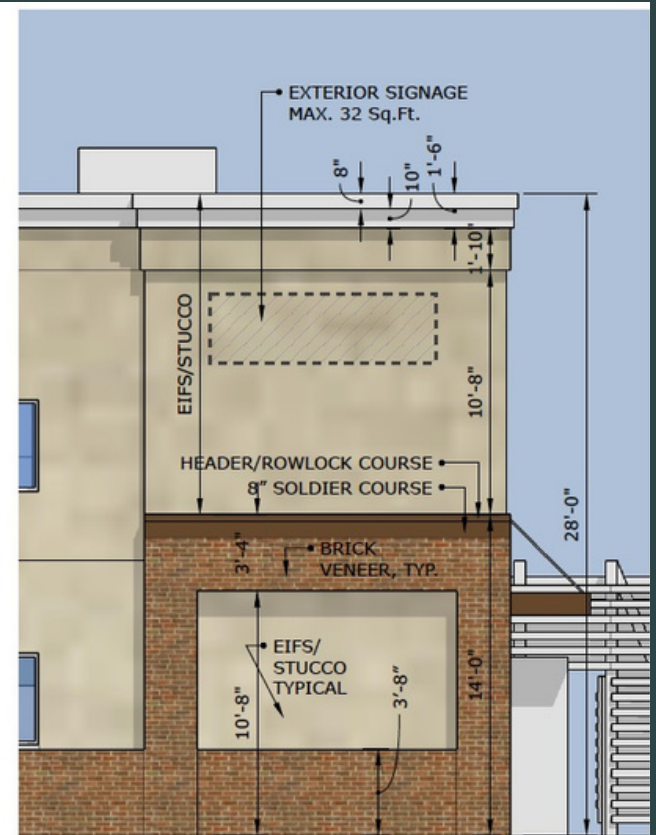 EXTERIOR SIGNAGE
MAX. 32 Sq.Ft.
8"
10"
1'-6"
1'-10"
EIFS/STUCCO
10'-8"
HEADER/ROWLOCK COURSE
8" SOLDIER COURSE
28'-0"
3'-4"
BRICK
VENEER, TYP.
EIFS/
STUCCO
TYPICAL
10'-8"
3'-8"
14'-0"